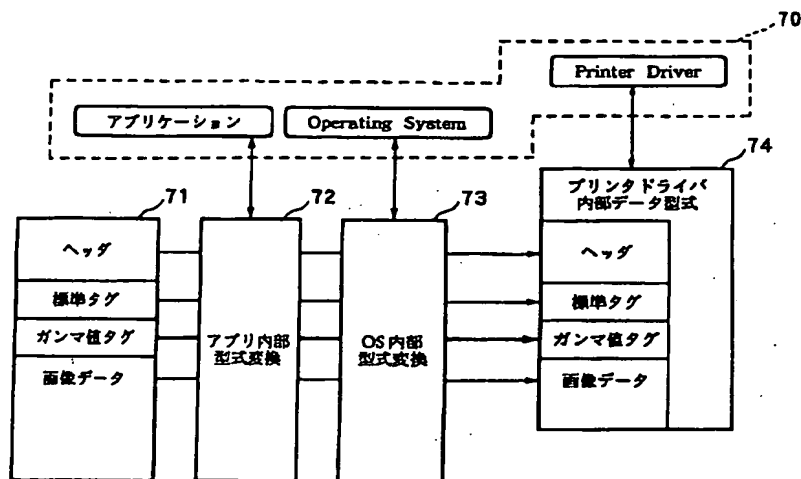 70
Printer Driver
アプリケーション
Operating System
74
71
72
73
プリンタドライバ
内部データ型式
ヘッダ
標準タグ
ガンマ値タグ
画像データ
アプリ内部
型式変換
OS内部
型式変換
ヘッダ
標準タグ
ガンマ値タグ
画像データ